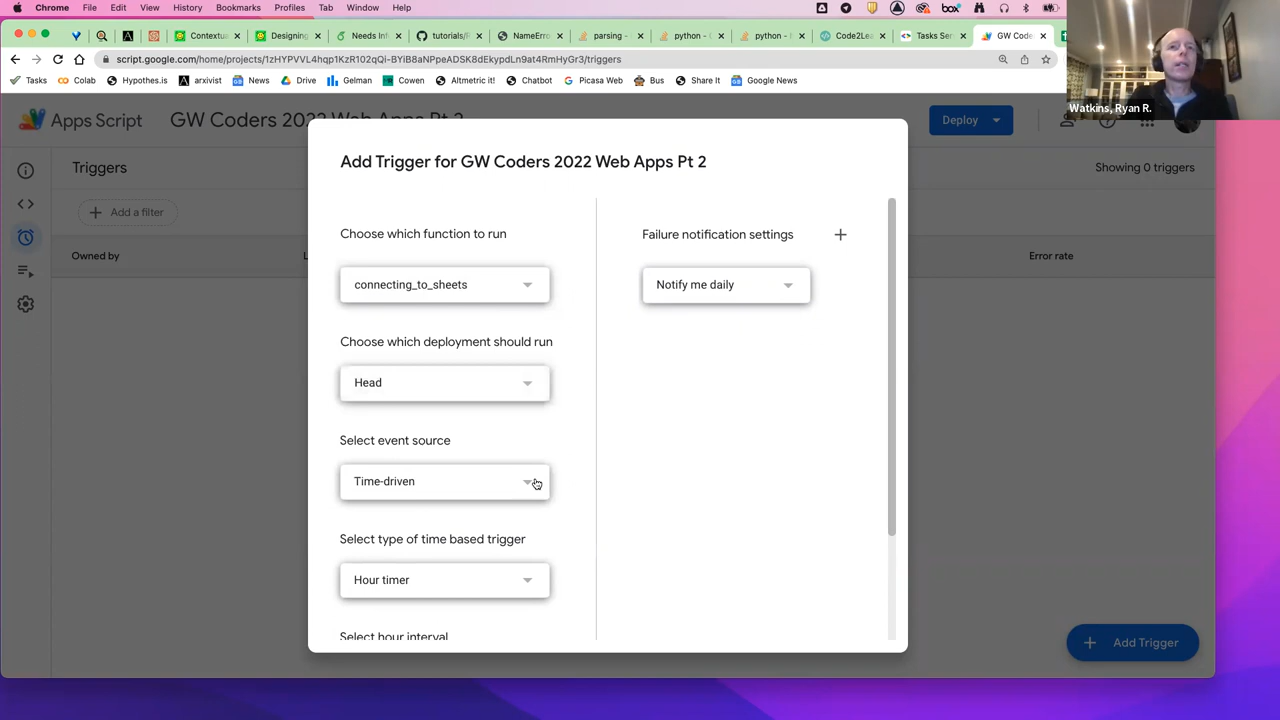 Chrome File Edit View History Bookmarks Profiles Tab Window Help
box
Contextu Designing Needs In tutorials/F NameErro parsing - python - python - Code2Lea Tasks Ser GW Code
script.google.com/home/projects/1zHYPVVL4hqp1KzR102qQi-BYiB8aNPpeADSK8dEkypdLn9at4RmHyGr3/triggers
Tasks Colab Hypothes.is arxivist News Drops Gelman Cowen Altmetric it! Chatbot Picasa Web Bus Share It Google News
Watkins, Ryan R.
Apps Script GW Coders 2022 Web Apps Pt 2 Deploy
Triggers Showing 0 triggers
Add a filter
Owned by L Error rate
Add Trigger for GW Coders 2022 Web Apps Pt 2
Choose which function to run
connecting_to_sheets
Choose which deployment should run
Head
Select event source
Time-driven
Select type of time based trigger
Hour timer
Select hour interval
Failure notification settings
Notify me daily
Add Trigger